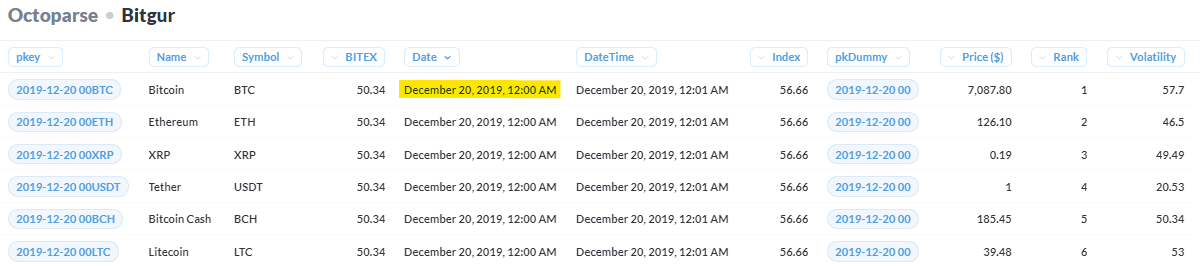 Octoparse • Bitgur
pkey Name Symbol BITEX Date DateTime Index pkDummy Price ($) Rank Volatility
2019-12-20 00BTC Bitcoin BTC 50.34 December 20, 2019, 12:00 AM December 20, 2019, 12:01 AM 56.66 2019-12-20 00 7,087.80 1 57.7
2019-12-20 00ETH Ethereum ETH 50.34 December 20, 2019, 12:00 AM December 20, 2019, 12:01 AM 56.66 2019-12-20 00 126.10 2 46.5
2019-12-20 00XRP XRP XRP 50.34 December 20, 2019, 12:00 AM December 20, 2019, 12:01 AM 56.66 2019-12-20 00 0.19 3 49.49
2019-12-20 00USDT Tether USDT 50.34 December 20, 2019, 12:00 AM December 20, 2019, 12:01 AM 56.66 2019-12-20 00 1 4 20.53
2019-12-20 00BCH Bitcoin Cash BCH 50.34 December 20, 2019, 12:00 AM December 20, 2019, 12:01 AM 56.66 2019-12-20 00 185.45 5 50.34
2019-12-20 00LTC Litecoin LTC 50.34 December 20, 2019, 12:00 AM December 20, 2019, 12:01 AM 56.66 2019-12-20 00 39.48 6 53